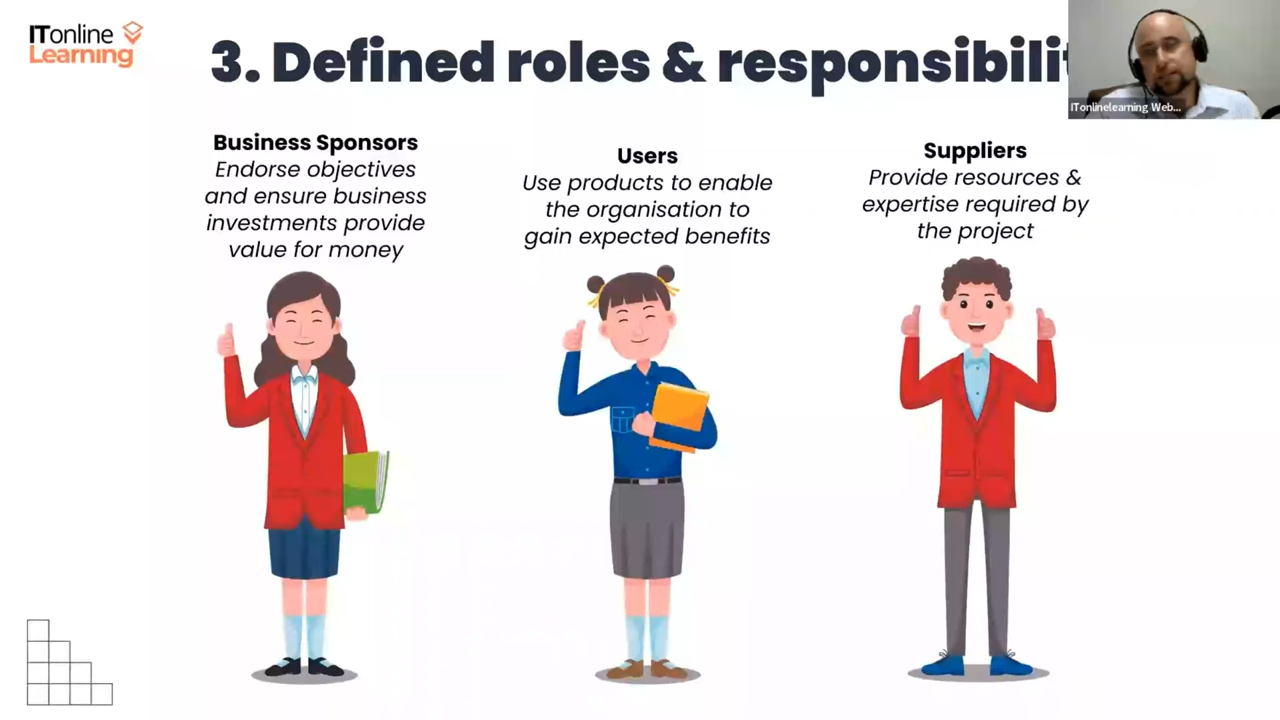 ITonline
Learning
3. Defined roles & responsibili
ITonlinelearning Web...
Business Sponsors
Endorse objectives
and ensure business
investments provide
value for money
Users
Use products to enable
the organisation to
gain expected benefits
Suppliers
Provide resources &
expertise required by
the project